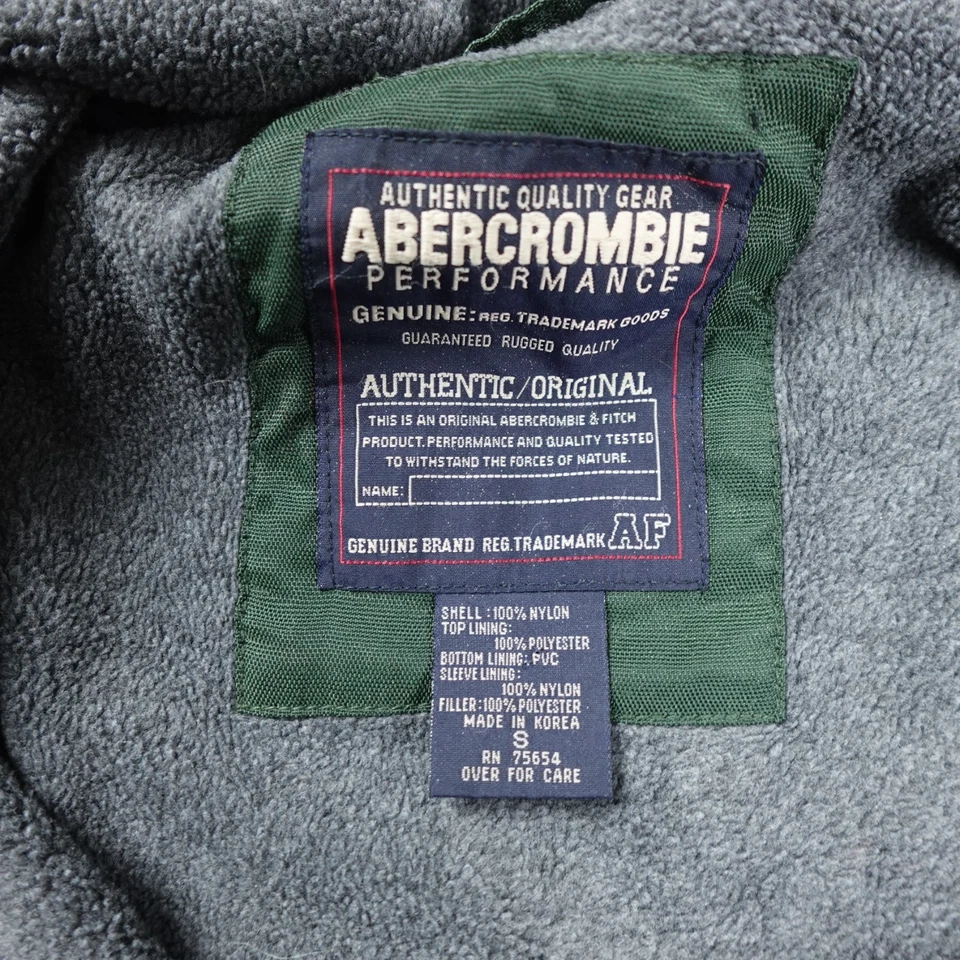 AUTHENTIC QUALITY GEAR
ABERCROMBIE
PERFORMANCE
GENUINE: REG. TRADEMARK GOODS
GUARANTEED RUGGED QUALITY
AUTHENTIC/ORIGINAL
THIS IS AN ORIGINAL ABERCROMBIE & FITCH
PRODUCT. PERFORMANCE AND QUALITY TESTED
TO WITHSTAND THE FORCES OF NATURE.
NAME:
GENUINE BRAND REG. TRADEMARK AF
SHELL : 100% NYLON
TOP LINING:
100% POLYESTER
BOTTOM LINING: PVC
SLEEVE LINING:
100% NYLON
FILLER: 100% POLYESTER
MADE IN KOREA
S
RN 75654
OVER FOR CARE